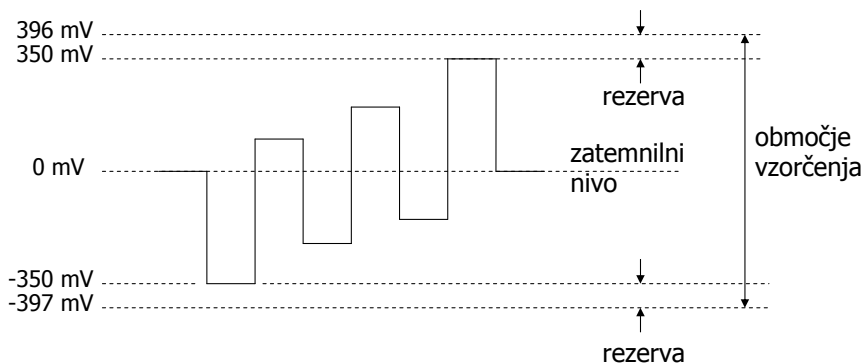 396 mV
350 mV
rezerva
območje
vzorčenja
zatemnilni
nivo
0 mV
-350 mV
-397 mV
rezerva